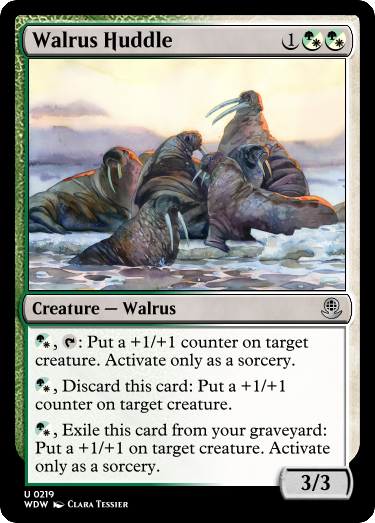 Walrus Huddle 1
Creature — Walrus
, : Put a +1/+1 counter on target
creature. Activate only as a sorcery.
, Discard this card: Put a +1/+1
counter on target creature.
, Exile this card from your graveyard:
Put a +1/+1 on target creature. Activate
only as a sorcery.
3/3
U 0219
WDW Clara Tessier